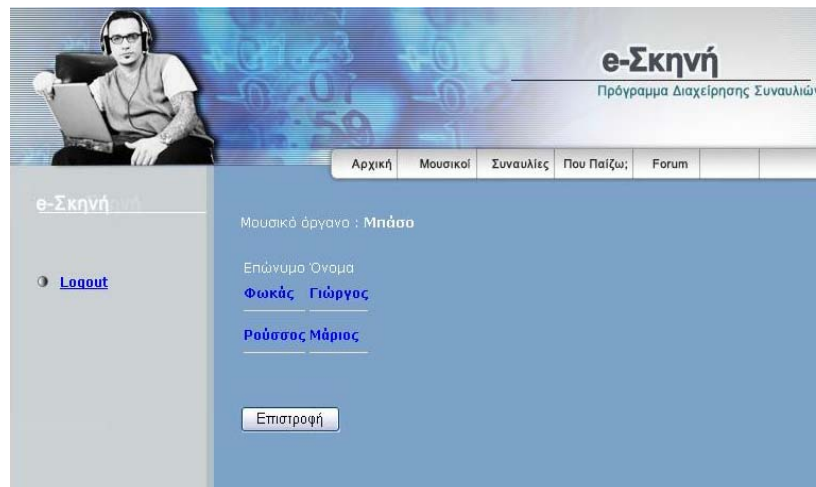 e-Σκηνή
Πρόγραμμα Διαχείρησης Συναυλιών
Αρχική Μουσικοί Συναυλίες Που Παίζω; Forum
e-Σκηνή
Logout
Μουσικό όργανο : Μπάσο
Επώνυμο Όνομα
Φωκάς Γιώργος
Ρούσσος Μάριος
Επιστροφή